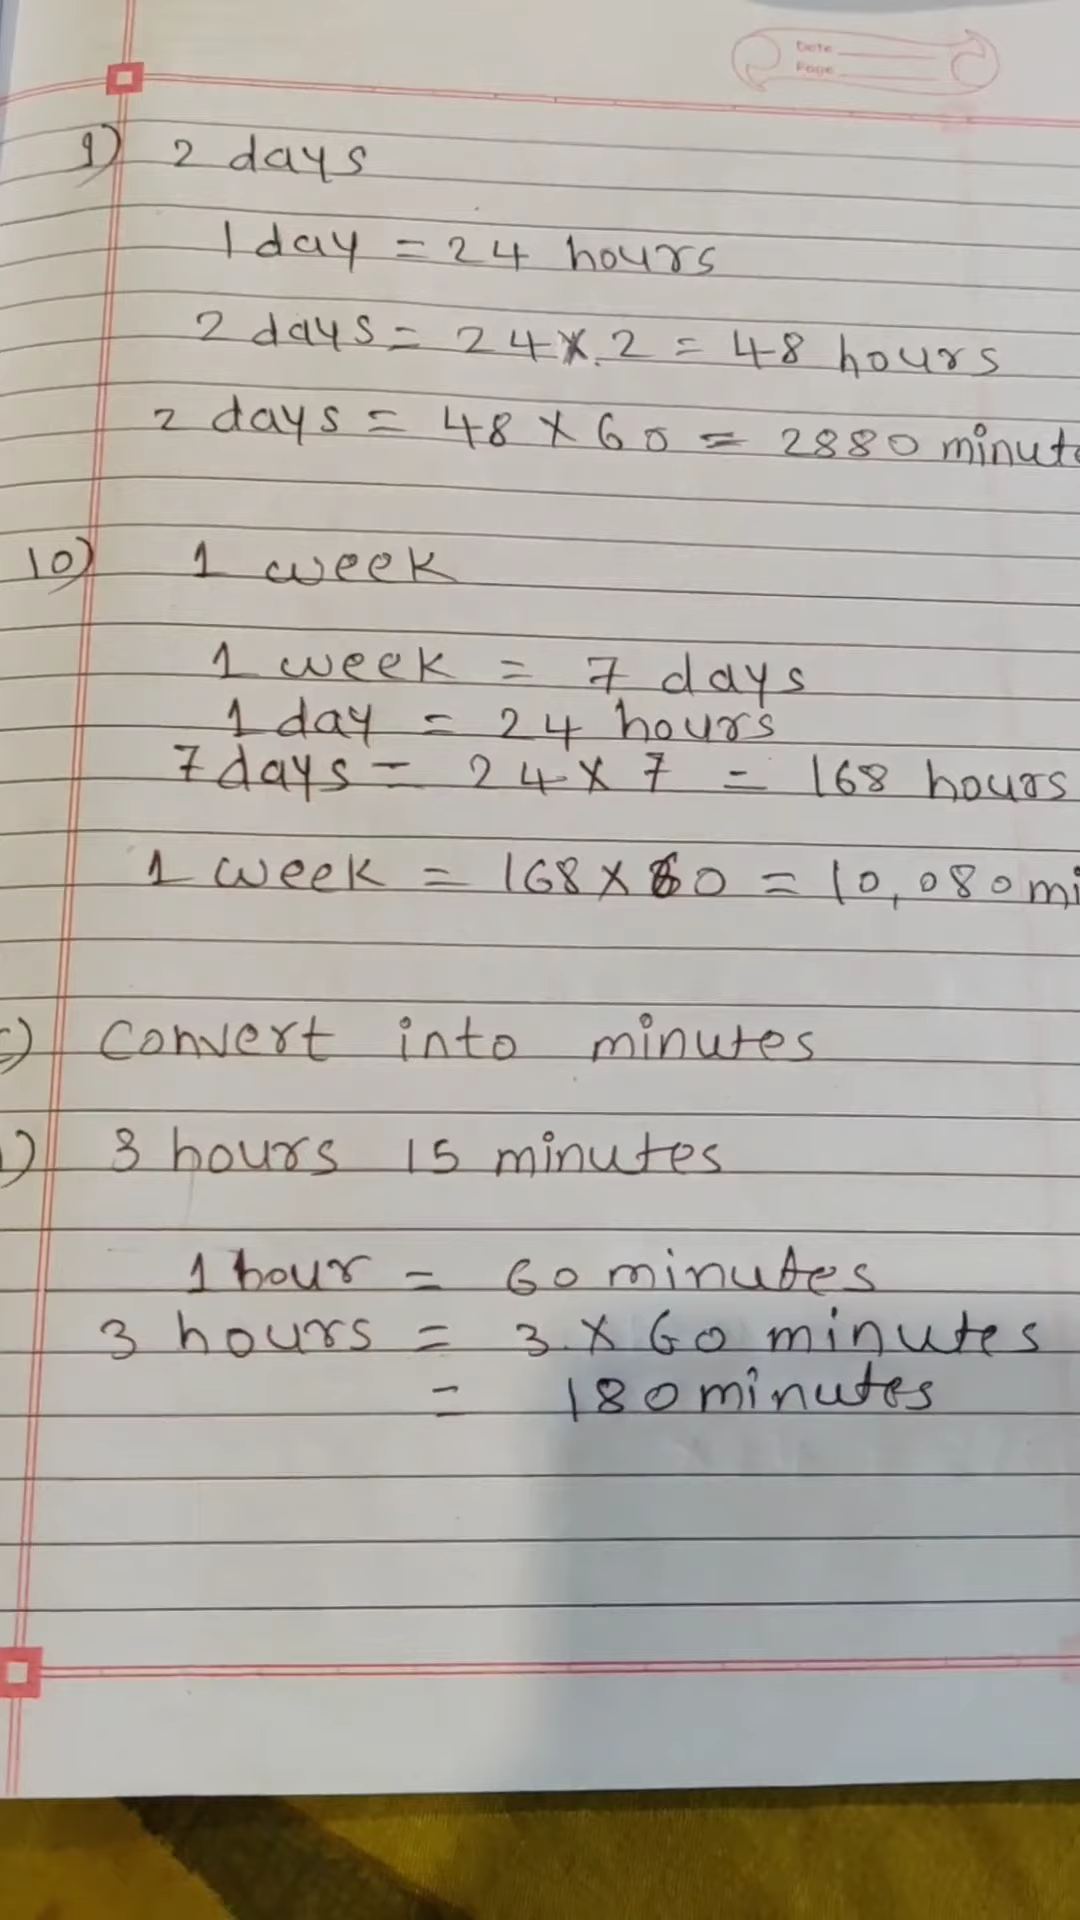 Date
Page
9) 2 days
1 day = 24 hours
2 days = 24 x 2 = 48 hours
2 days = 48 x 60 = 2880 minut
10) 1 week
1 week = 7 days
1 day = 24 hours
7 days = 24 x 7 = 168 hours
1 week = 168 x 60 = 10,080 mi
) Convert into minutes
) 3 hours 15 minutes
1 hour = 60 minutes
3 hours = 3 x 60 minutes
= 180 minutes